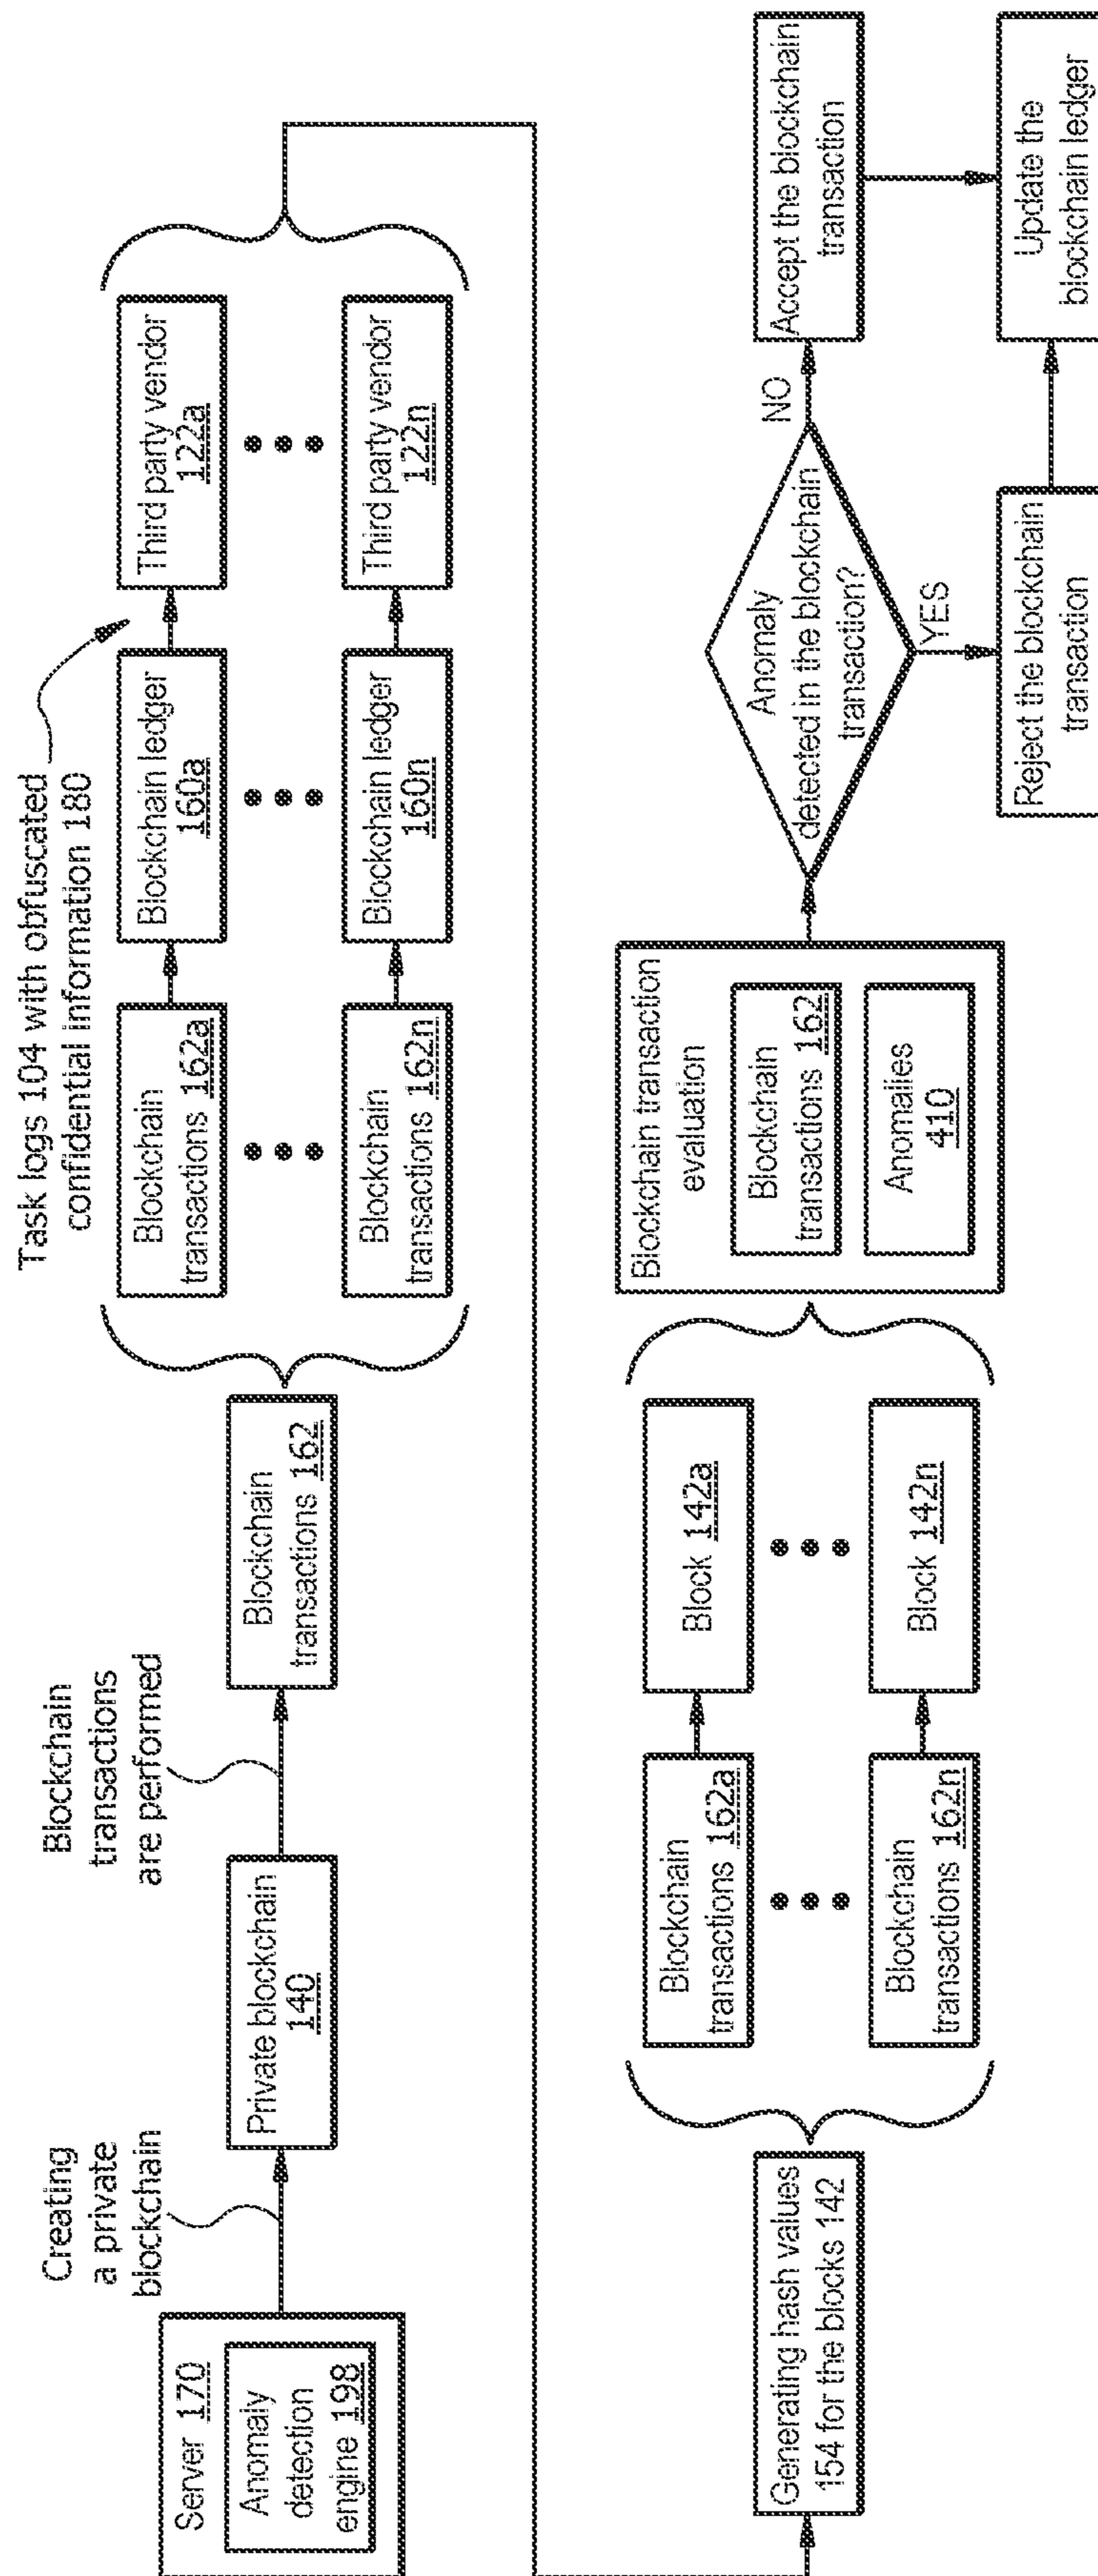 Server 170
Anomaly
detection
engine 198
Creating
a private
blockchain
Private blockchain
140
Blockchain
transactions
are performed
Blockchain
transactions 162
Task logs 104 with obfuscated
confidential information 180
Blockchain
transactions 162a
Blockchain ledger
160a
Third party vendor
122a
Blockchain
transactions 162n
Blockchain ledger
160n
Third party vendor
122n
Generating hash values
154 for the blocks 142
Blockchain
transactions 162a
Block 142a
Blockchain
transactions 162n
Block 142n
Blockchain transaction
evaluation
Blockchain
transactions 162
Anomalies
410
Anomaly
detected in the blockchain
transaction?
NO
Accept the blockchain
transaction
YES
Reject the blockchain
transaction
Update the
blockchain ledger